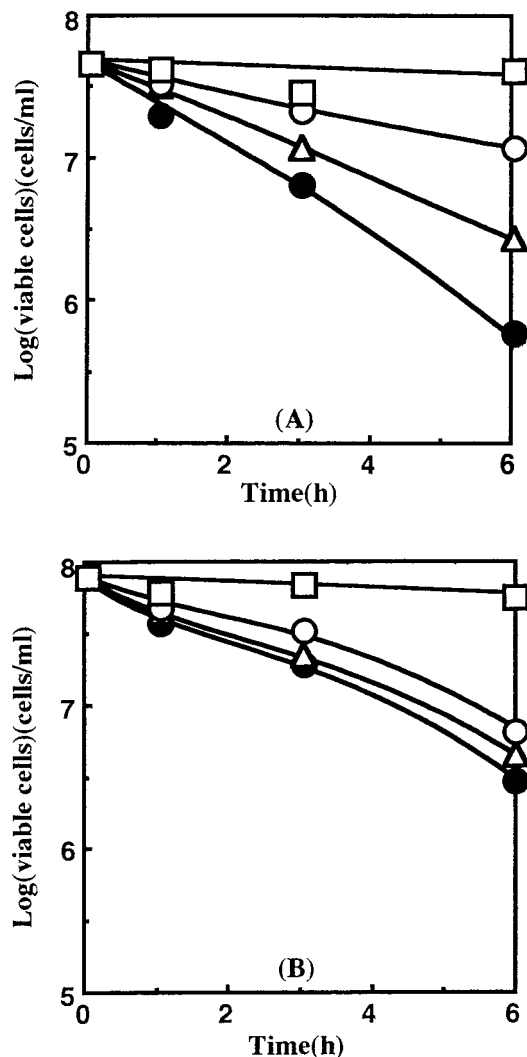 8
7
6
5
Log(viable cells)(cells/ml)
(A)
0 2 4 6
Time(h)
8
7
6
5
Log(viable cells)(cells/ml)
(B)
0 2 4 6
Time(h)